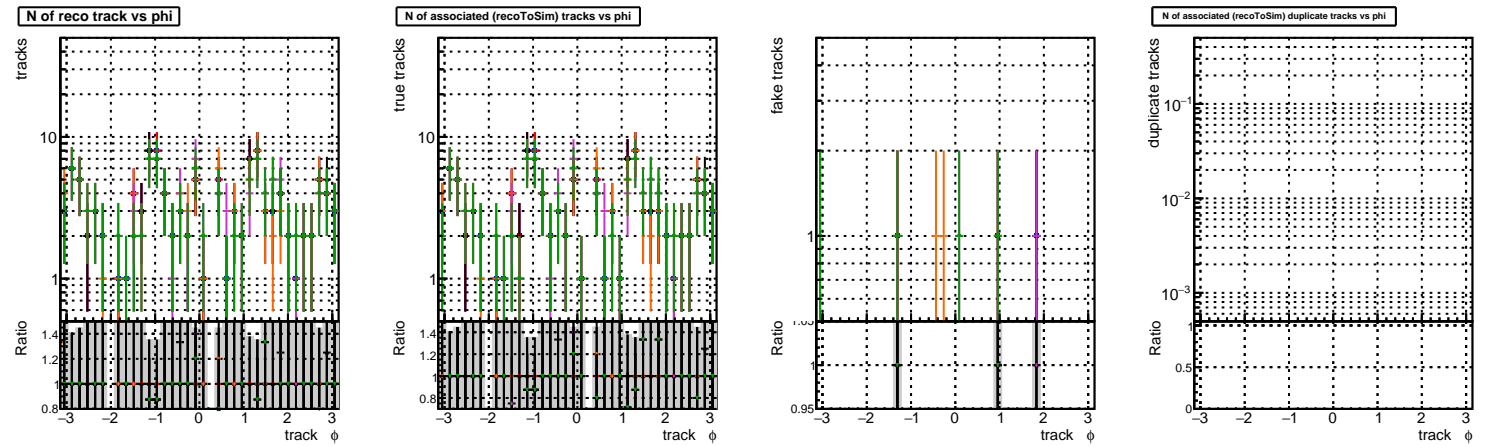 N of reco track vs phi
tracks
10
1
Ratio
1.4
1.2
1
0.8
−3 −2 −1 0 1 2 3
track ϕ
N of associated (recoToSim) tracks vs phi
true tracks
10
1
Ratio
1.4
1.2
1
0.8
−3 −2 −1 0 1 2 3
track ϕ
fake tracks
1
Ratio
1.05
1
0.95
−3 −2 −1 0 1 2 3
track ϕ
N of associated (recoToSim) duplicate tracks vs phi
duplicate tracks
10−1
10−2
10−3
Ratio
1
0.5
0
−3 −2 −1 0 1 2 3
track ϕ